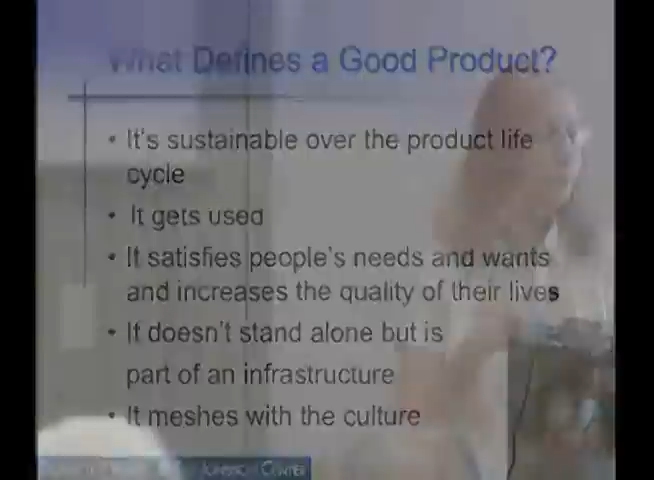 What Defines a Good Product?
• It's sustainable over the product life
cycle
• It gets used
• It satisfies people's needs and wants
and increases the quality of their lives
• It doesn't stand alone but is
part of an infrastructure
• It meshes with the culture